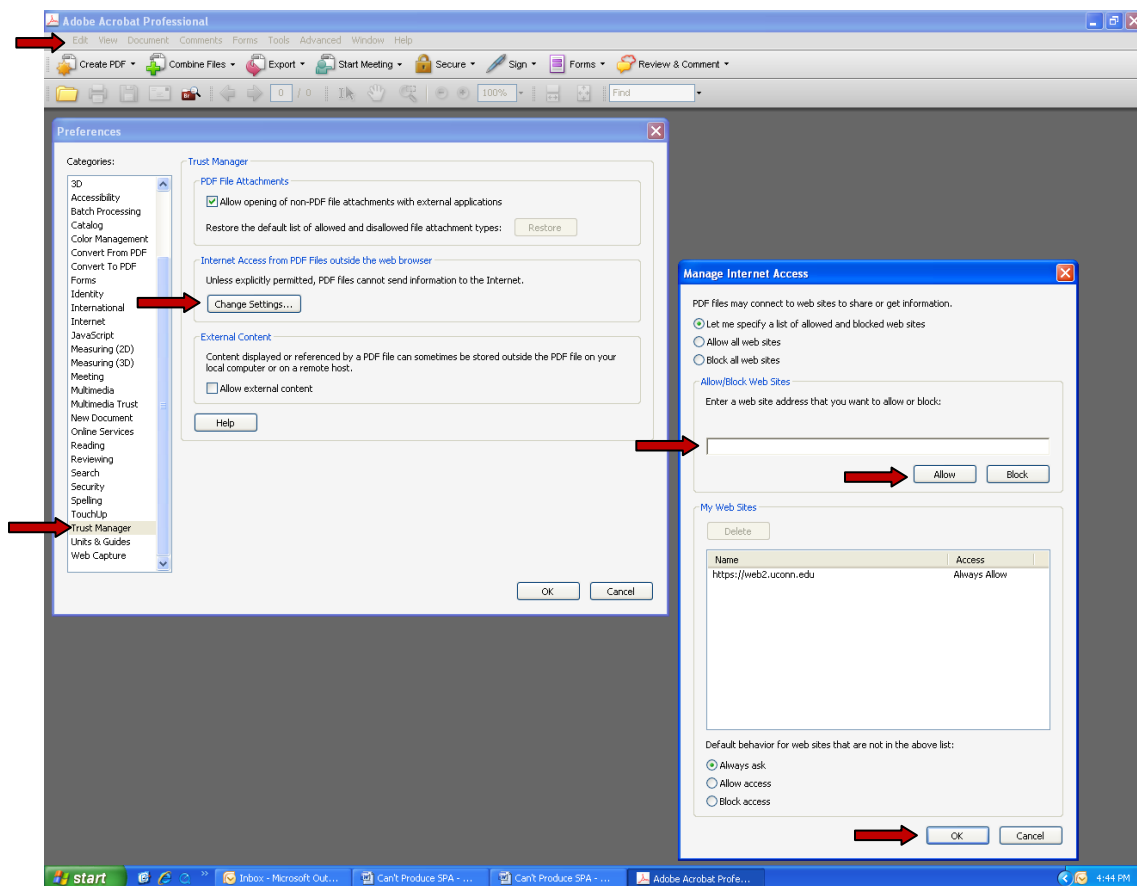 Adobe Acrobat Professional
Edit View Document Comments Forms Tools Advanced Window Help
Create PDF Combine Files Export Start Meeting Secure Sign Forms Review & Comment
0 / 0 100% Find
Preferences
Categories:
3D
Accessibility
Batch Processing
Catalog
Color Management
Convert From PDF
Convert To PDF
Forms
Identity
International
Internet
JavaScript
Measuring (2D)
Measuring (3D)
Meeting
Multimedia
Multimedia Trust
New Document
Online Services
Reading
Reviewing
Search
Security
Spelling
TouchUp
Trust Manager
Units & Guides
Web Capture
Trust Manager
PDF File Attachments
Allow opening of non-PDF file attachments with external applications
Restore the default list of allowed and disallowed file attachment types: Restore
Internet Access from PDF Files outside the web browser
Unless explicitly permitted, PDF files cannot send information to the Internet.
Change Settings...
External Content
Content displayed or referenced by a PDF file can sometimes be stored outside the PDF file on your
local computer or on a remote host.
Allow external content
Help
OK Cancel
Manage Internet Access
PDF files may connect to web sites to share or get information.
Let me specify a list of allowed and blocked web sites
Allow all web sites
Block all web sites
Allow/Block Web Sites
Enter a web site address that you want to allow or block:
Allow Block
My Web Sites
Delete
Name Access
https://web2.uconn.edu Always Allow
Default behavior for web sites that are not in the above list:
Always ask
Allow access
Block access
OK Cancel
start Inbox - Microsoft Out... Can't Produce SPA - ... Can't Produce SPA - ... Adobe Acrobat Profe... 4:44 PM